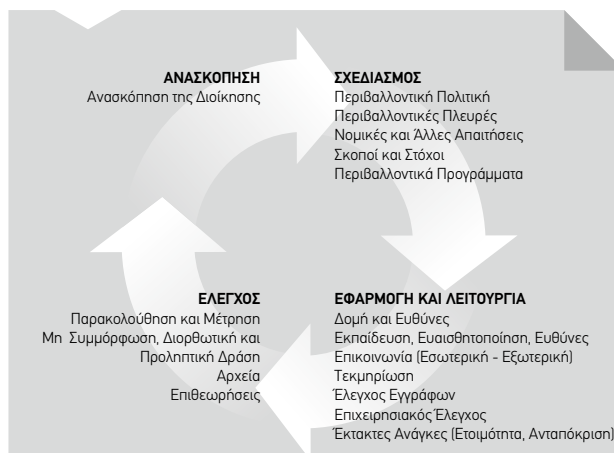 ΑΝΑΣΚΟΠΗΣΗ
Ανασκόπηση της Διοίκησης
ΣΧΕΔΙΑΣΜΟΣ
Περιβαλλοντική Πολιτική
Περιβαλλοντικές Πλευρές
Νομικές και Άλλες Απαιτήσεις
Σκοποί και Στόχοι
Περιβαλλοντικά Προγράμματα
ΕΛΕΓΧΟΣ
Παρακολούθηση και Μέτρηση
Μη Συμμόρφωση, Διορθωτική και
Προληπτική Δράση
Αρχεία
Επιθεωρήσεις
ΕΦΑΡΜΟΓΗ ΚΑΙ ΛΕΙΤΟΥΡΓΙΑ
Δομή και Ευθύνες
Εκπαίδευση, Ευαισθητοποίηση, Ευθύνες
Επικοινωνία (Εσωτερική - Εξωτερική)
Τεκμηρίωση
Έλεγχος Εγγράφων
Επιχειρησιακός Έλεγχος
Έκτακτες Ανάγκες (Ετοιμότητα, Ανταπόκριση)